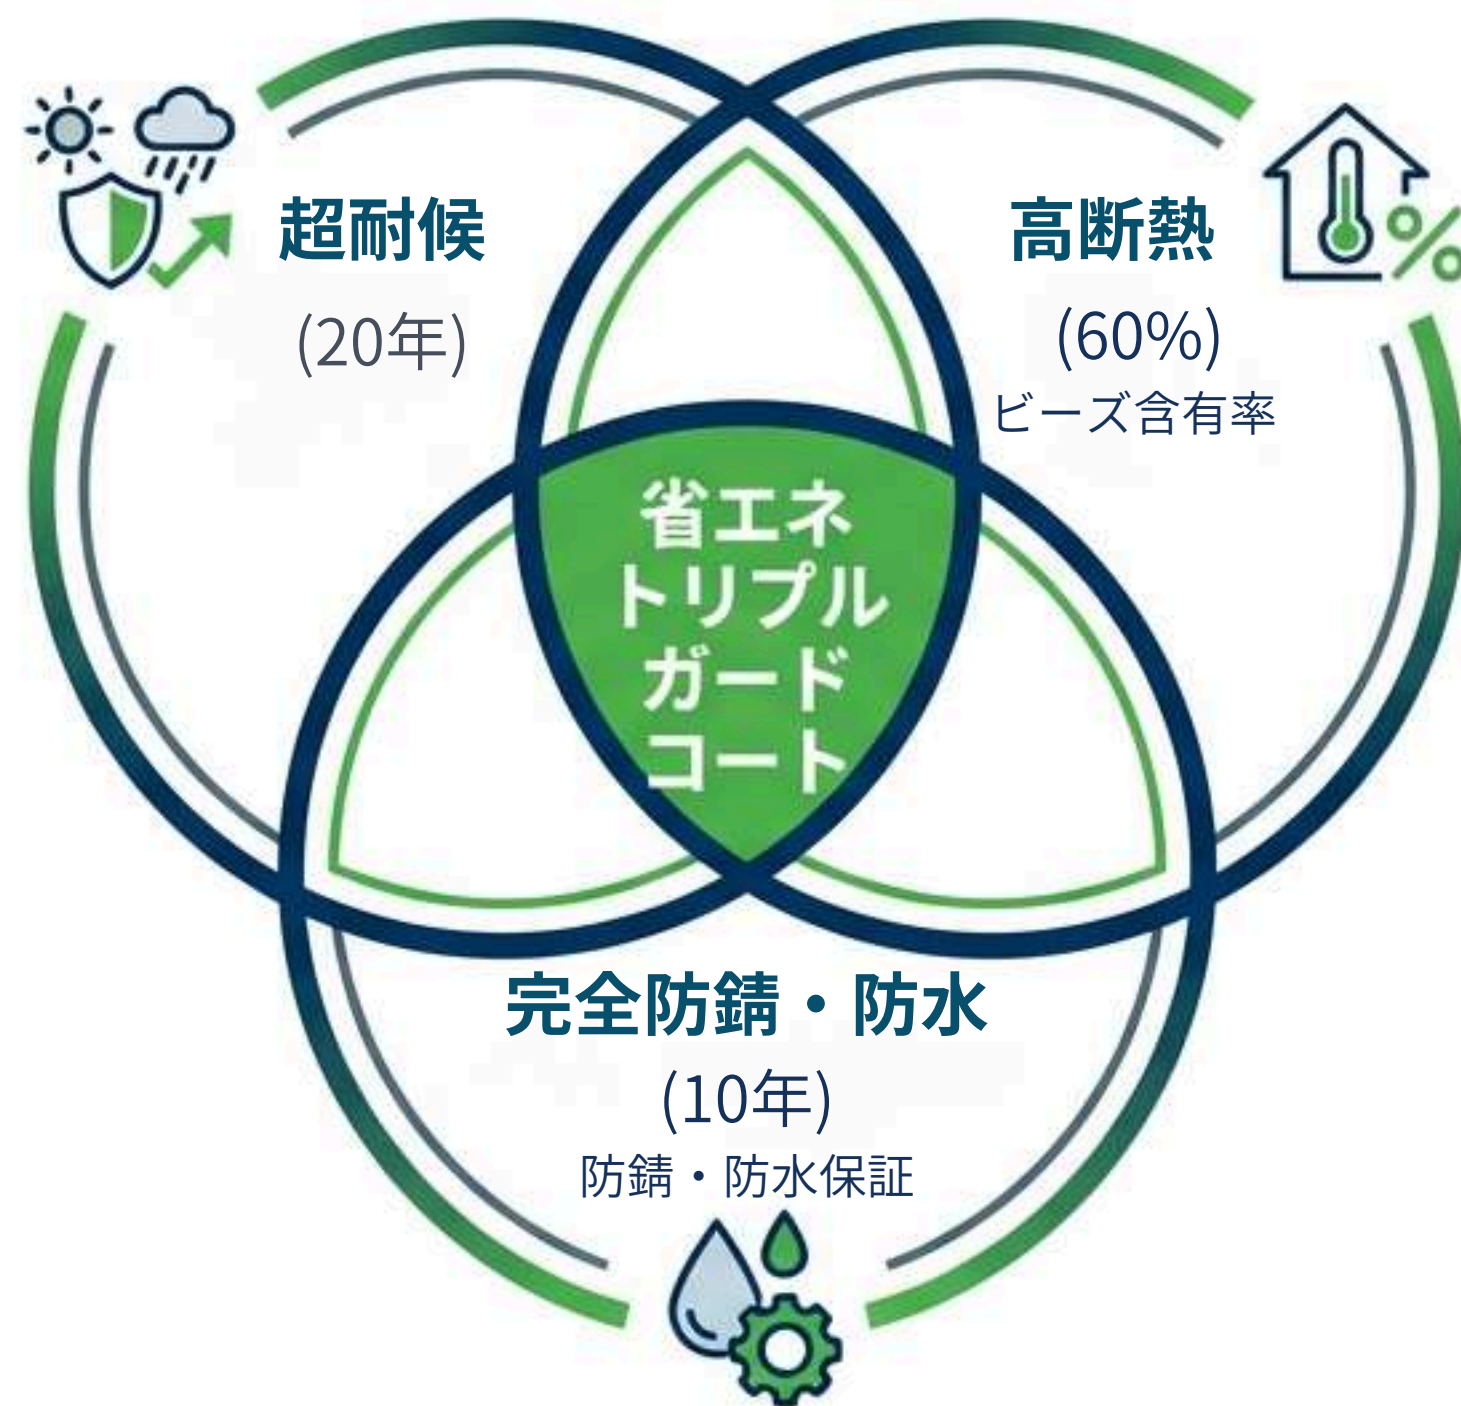 超耐候
(20年)
高断熱
(60%)
ビーズ含有率
省エネ
トリプル
ガード
コート
完全防錆・防水
(10年)
防錆・防水保証
%